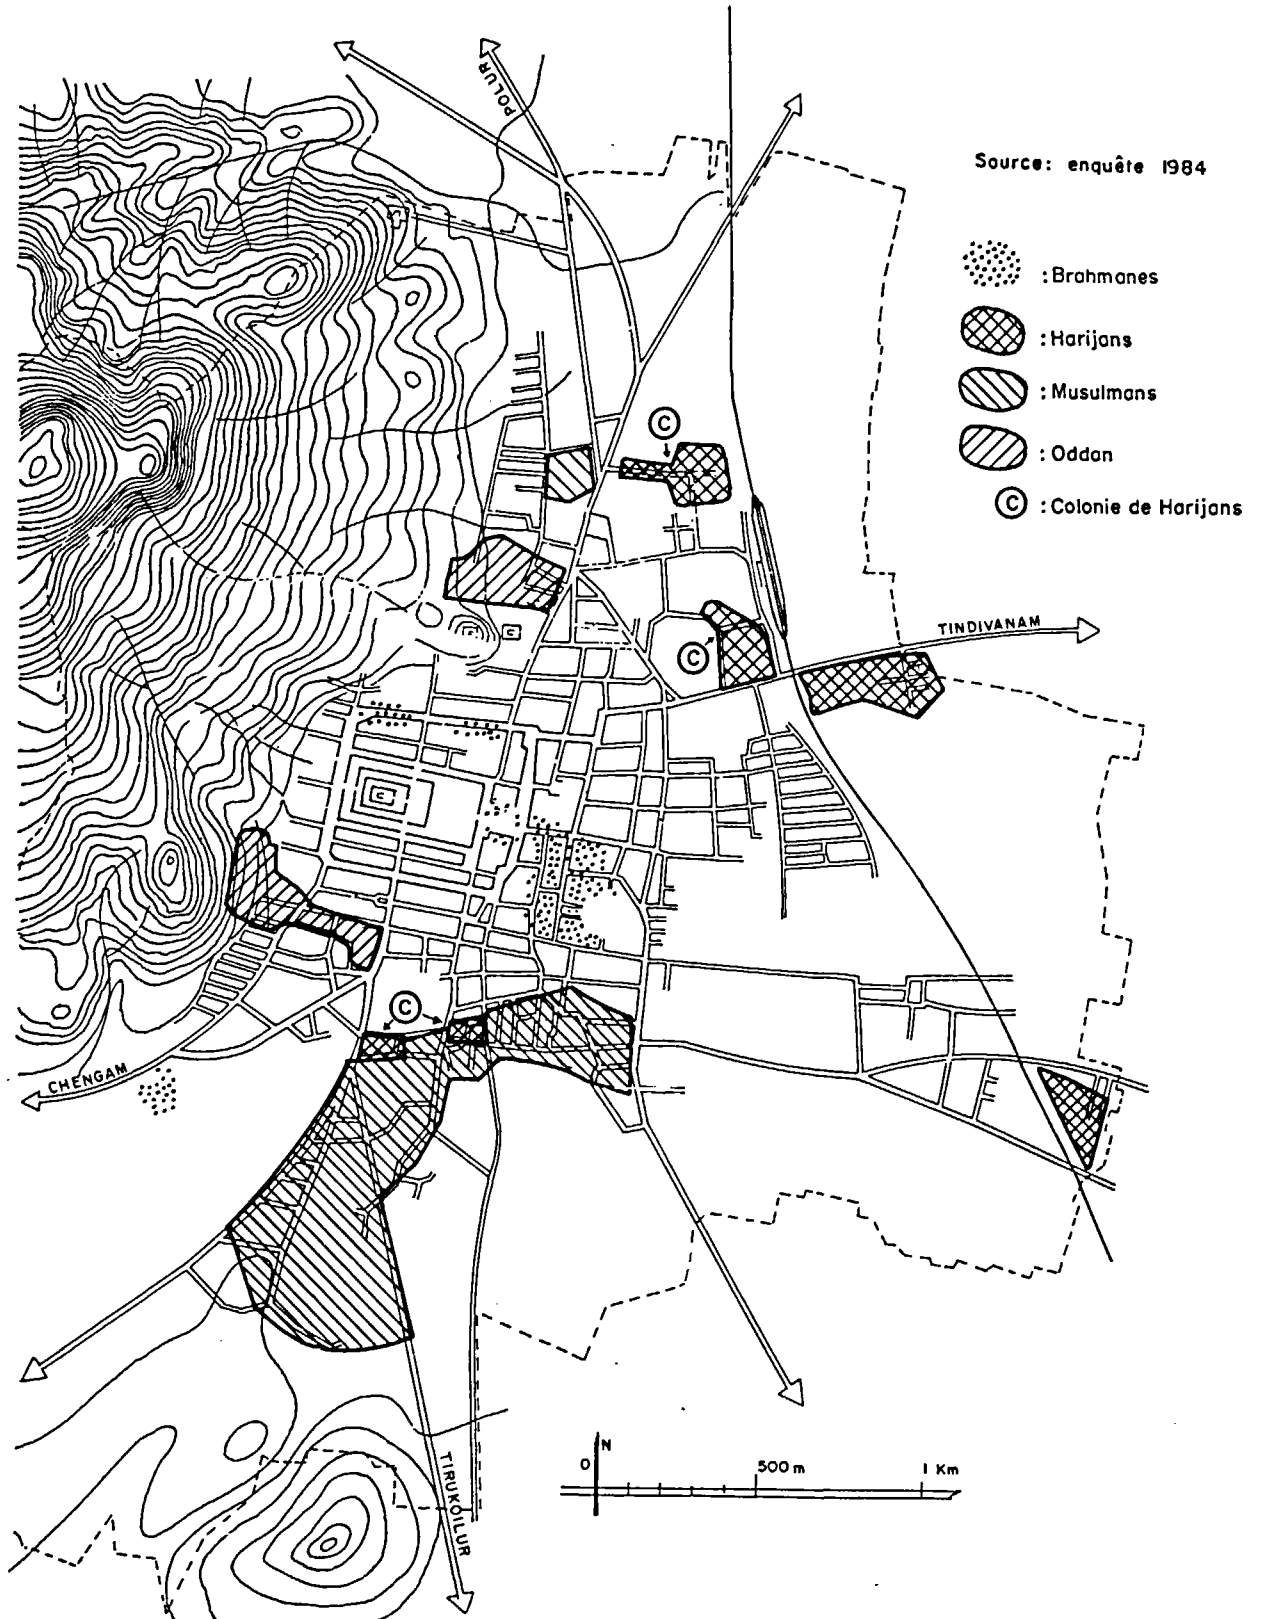 POLUR
Source: enquête 1984
:Brahmanes
:Harijans
:Musulmans
:Oddan
C :Colonie de Harijans
C
TINDIVANAM
C
C
CHENGAM
TIRUKOILUR
N
0 500 m 1 Km